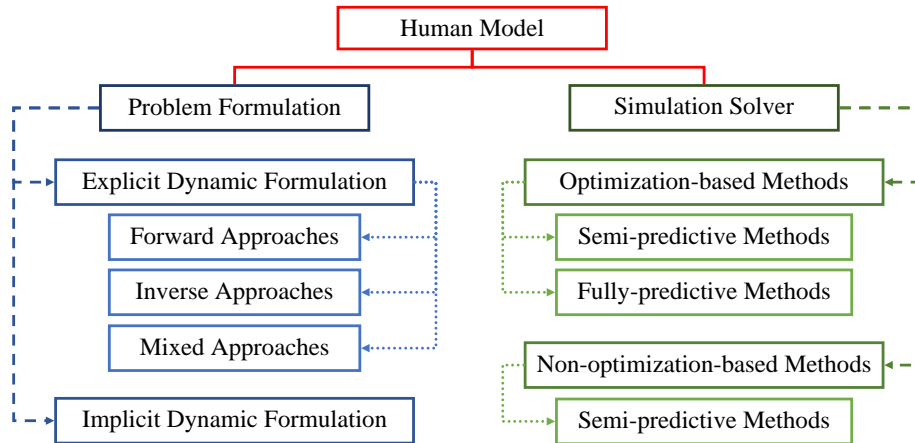 Human Model
Problem Formulation
Explicit Dynamic Formulation
Forward Approaches
Inverse Approaches
Mixed Approaches
Implicit Dynamic Formulation
Simulation Solver
Optimization-based Methods
Semi-predictive Methods
Fully-predictive Methods
Non-optimization-based Methods
Semi-predictive Methods